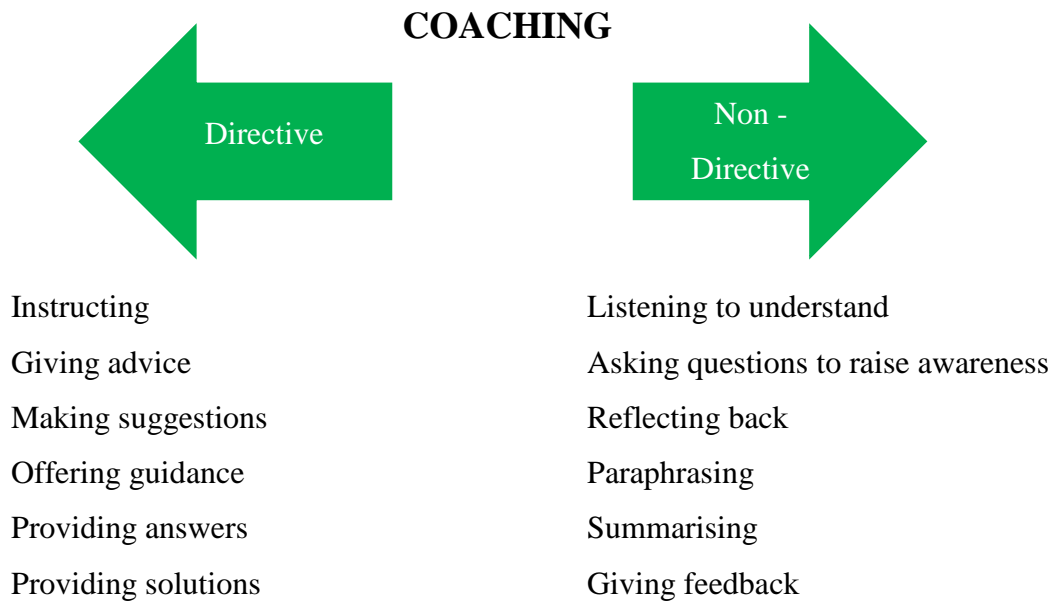 COACHING
Directive
Non -
Directive
Instructing
Giving advice
Making suggestions
Offering guidance
Providing answers
Providing solutions
Listening to understand
Asking questions to raise awareness
Reflecting back
Paraphrasing
Summarising
Giving feedback